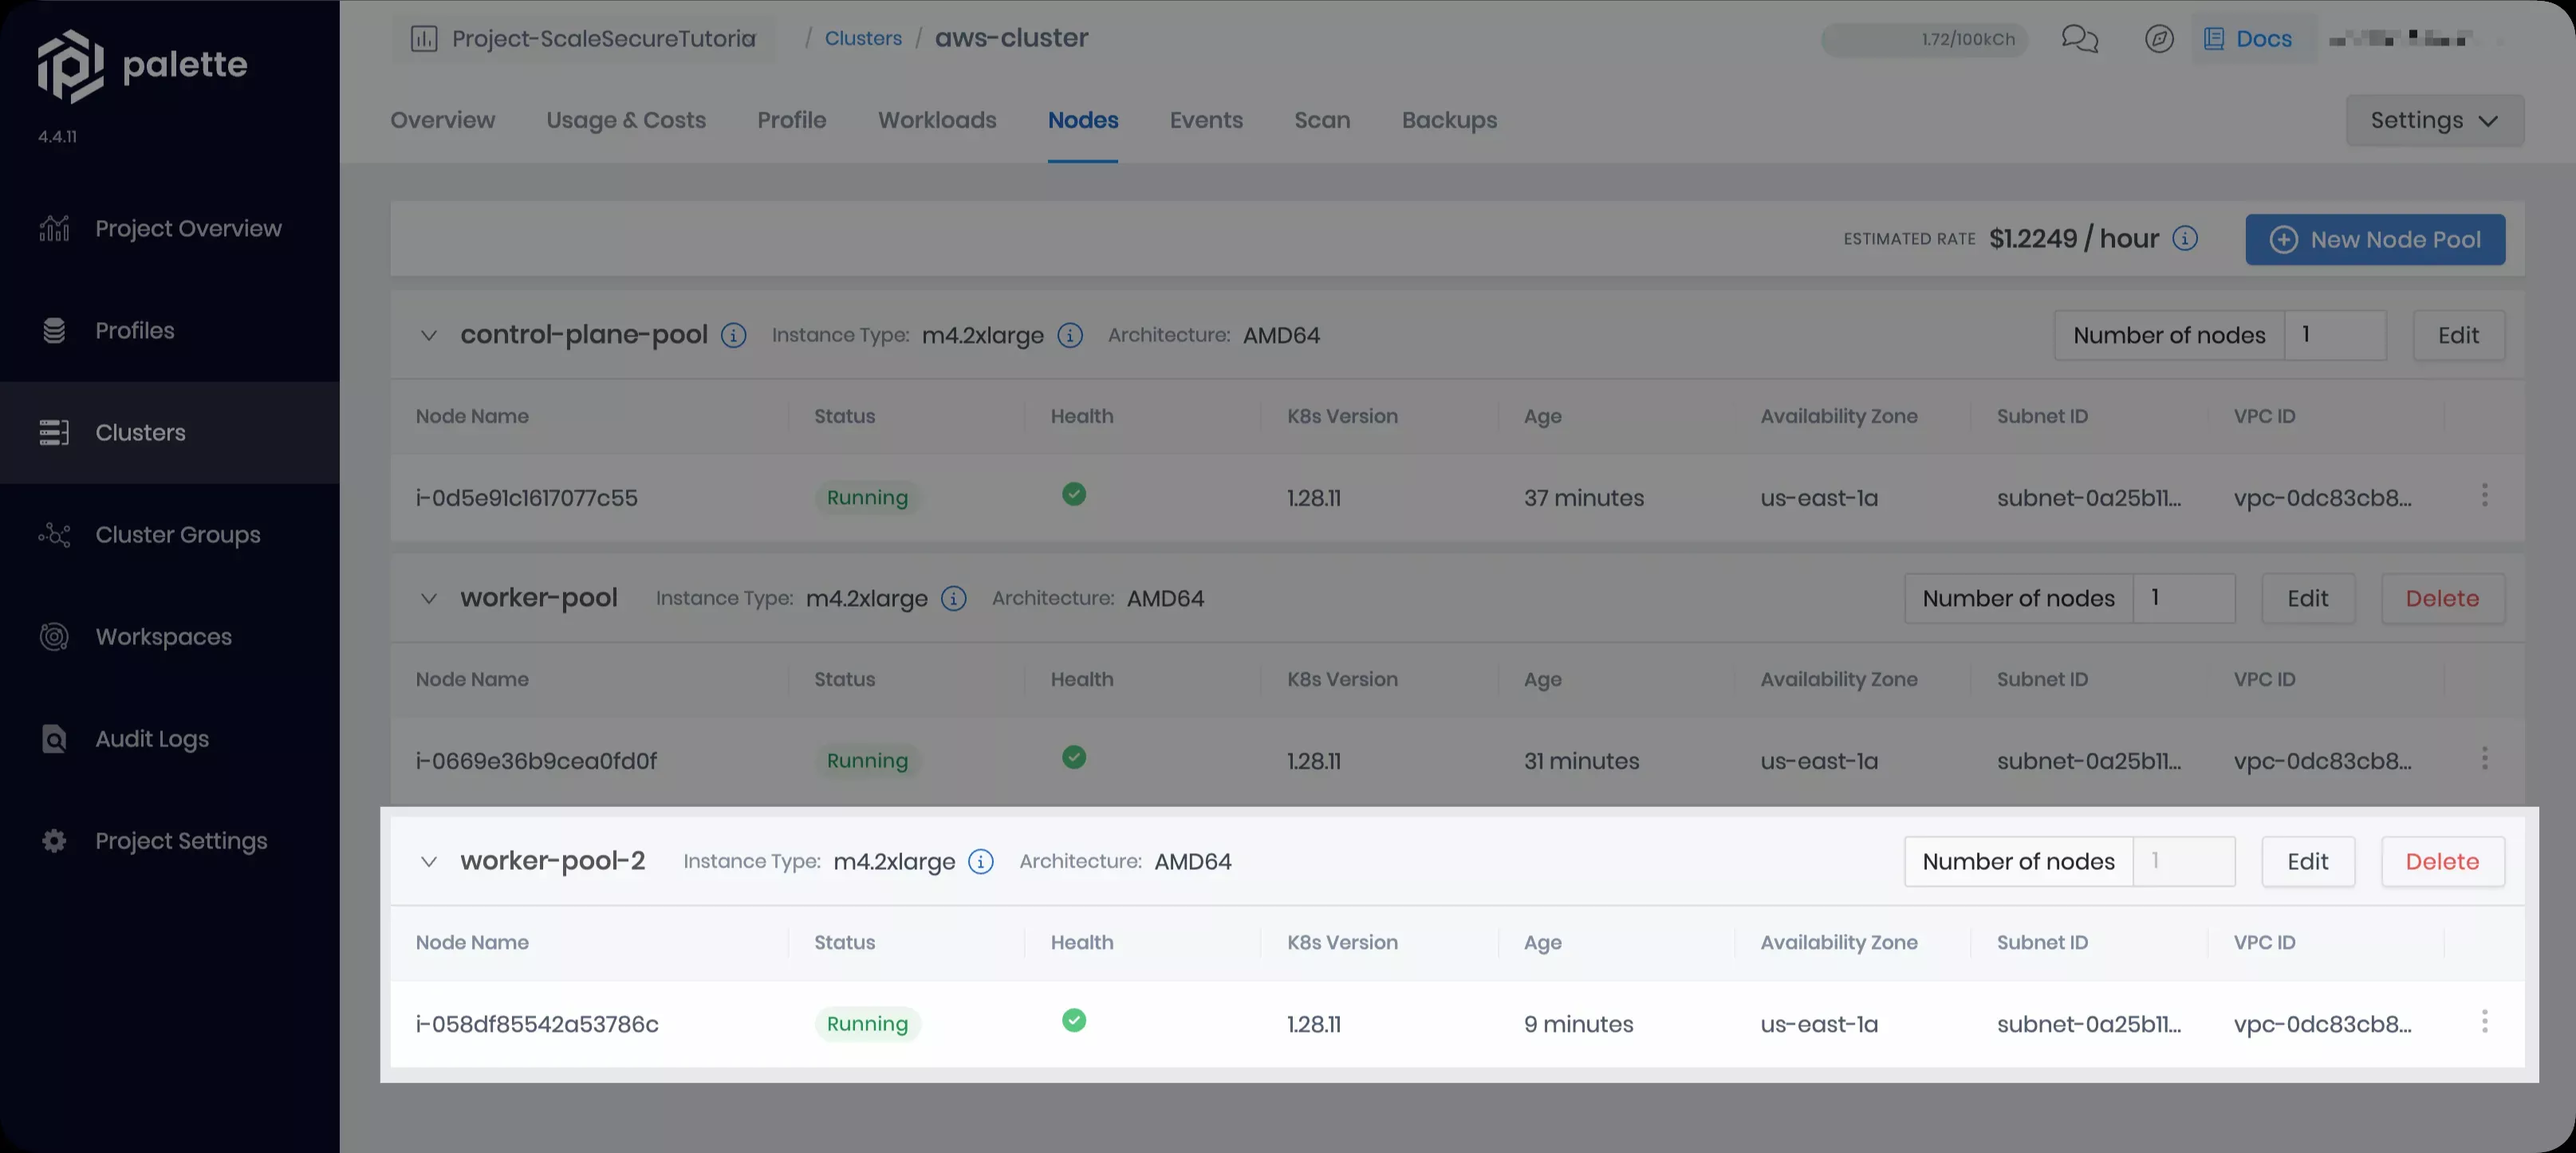 palette
4.4.11
Project Overview
Profiles
Clusters
Cluster Groups
Workspaces
Audit Logs
Project Settings
Project-ScaleSecureTutoria / Clusters / aws-cluster
1.72/100kCh
Docs
Overview Usage & Costs Profile Workloads Nodes Events Scan Backups
Settings
ESTIMATED RATE $1.2249 / hour
New Node Pool
control-plane-pool Instance Type: m4.2xlarge Architecture: AMD64 Number of nodes 1 Edit
Node Name Status Health K8s Version Age Availability Zone Subnet ID VPC ID
i-0d5e91c1617077c55 Running 1.28.11 37 minutes us-east-1a subnet-0a25b11... vpc-0dc83cb8...
worker-pool Instance Type: m4.2xlarge Architecture: AMD64 Number of nodes 1 Edit Delete
Node Name Status Health K8s Version Age Availability Zone Subnet ID VPC ID
i-0669e36b9cea0fd0f Running 1.28.11 31 minutes us-east-1a subnet-0a25b11... vpc-0dc83cb8...
worker-pool-2 Instance Type: m4.2xlarge Architecture: AMD64 Number of nodes 1 Edit Delete
Node Name Status Health K8s Version Age Availability Zone Subnet ID VPC ID
i-058df85542a53786c Running 1.28.11 9 minutes us-east-1a subnet-0a25b11... vpc-0dc83cb8...